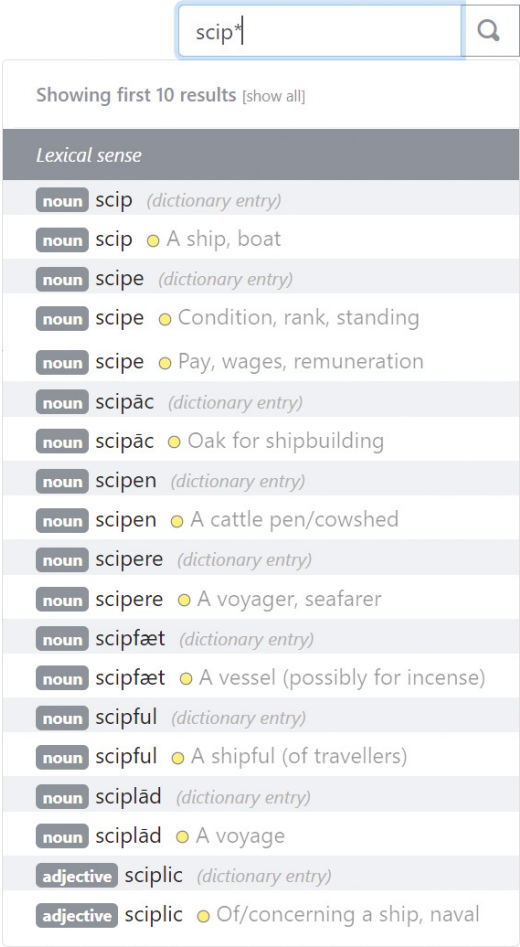 scip*
Showing first 10 results [show all]
Lexical sense
noun scip (dictionary entry)
noun scip A ship, boat
noun scipe (dictionary entry)
noun scipe Condition, rank, standing
noun scipe Pay, wages, remuneration
noun scipāc (dictionary entry)
noun scipāc Oak for shipbuilding
noun scipen (dictionary entry)
noun scipen A cattle pen/cowshed
noun scipere (dictionary entry)
noun scipere A voyager, seafarer
noun scipfæt (dictionary entry)
noun scipfæt A vessel (possibly for incense)
noun scipful (dictionary entry)
noun scipful A shipful (of travellers)
noun sciplād (dictionary entry)
noun sciplād A voyage
adjective sciplic (dictionary entry)
adjective sciplic Of/concerning a ship, naval